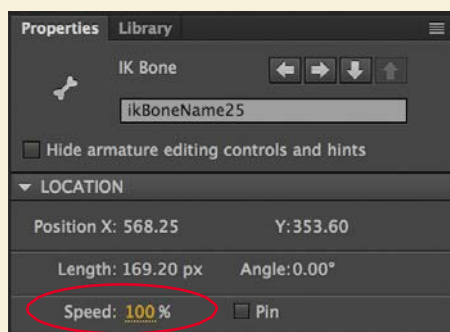 Properties Library
IK Bone
ikBoneName25
Hide armature editing controls and hints
LOCATION
Position X: 568.25 Y:353.60
Length: 169.20 px Angle:0.00°
Speed: 100 % Pin